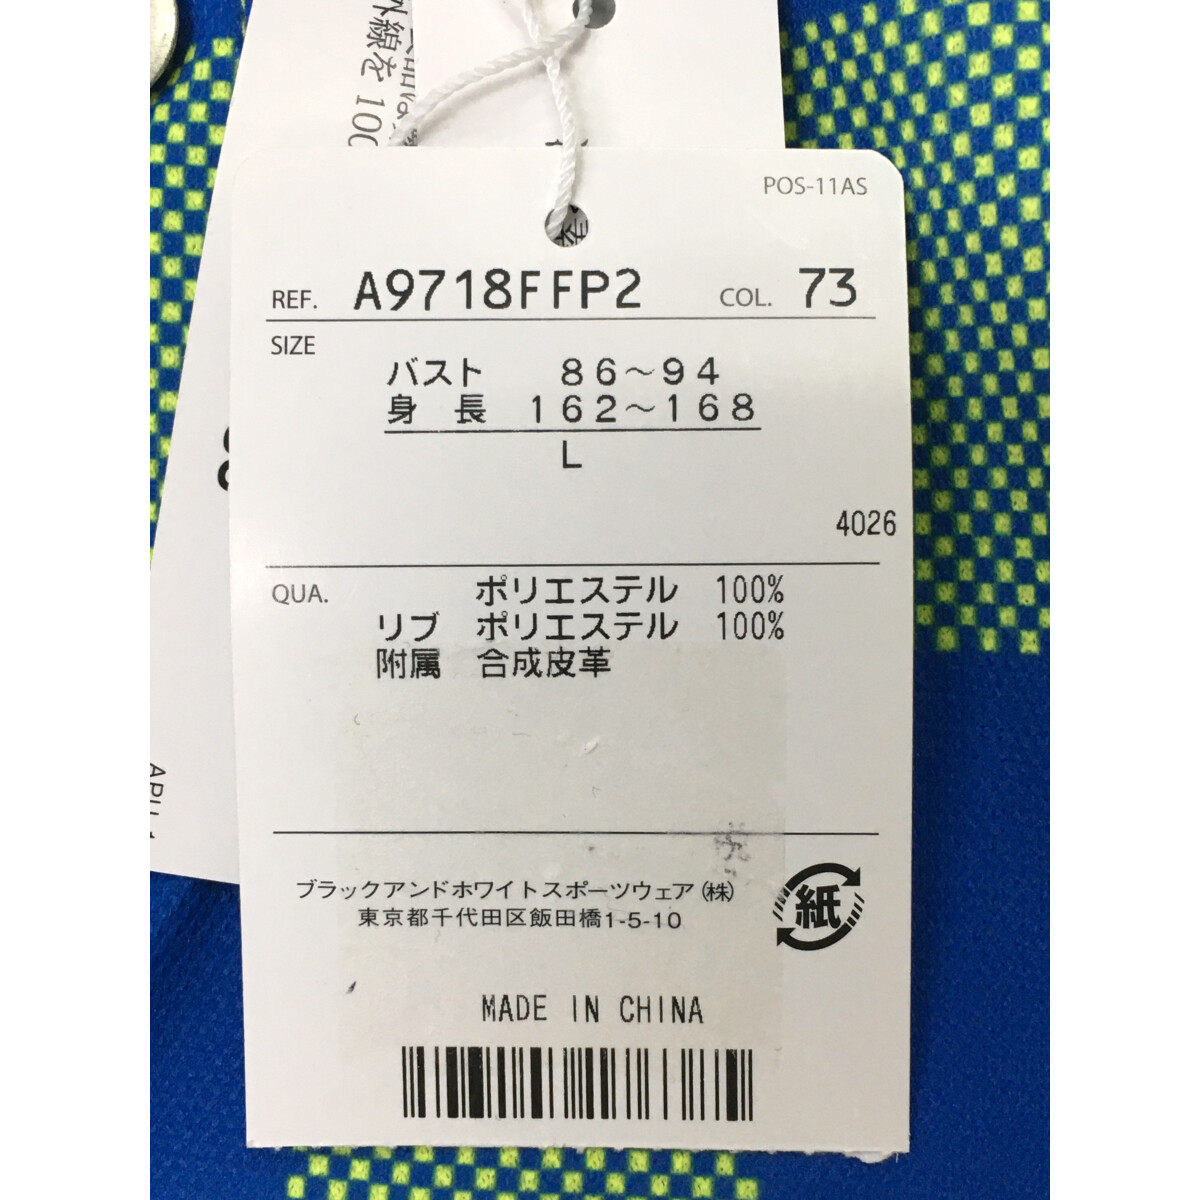 外線を 100
POS-11AS
REF. A9718FFP2 COL. 73
SIZE
バスト 86～94
身長 162～168
L
4026
QUA. ポリエステル 100%
リブ ポリエステル 100%
附属 合成皮革
ブラックアンドホワイトスポーツウェア(株)
東京都千代田区飯田橋1-5-10
紙
MADE IN CHINA